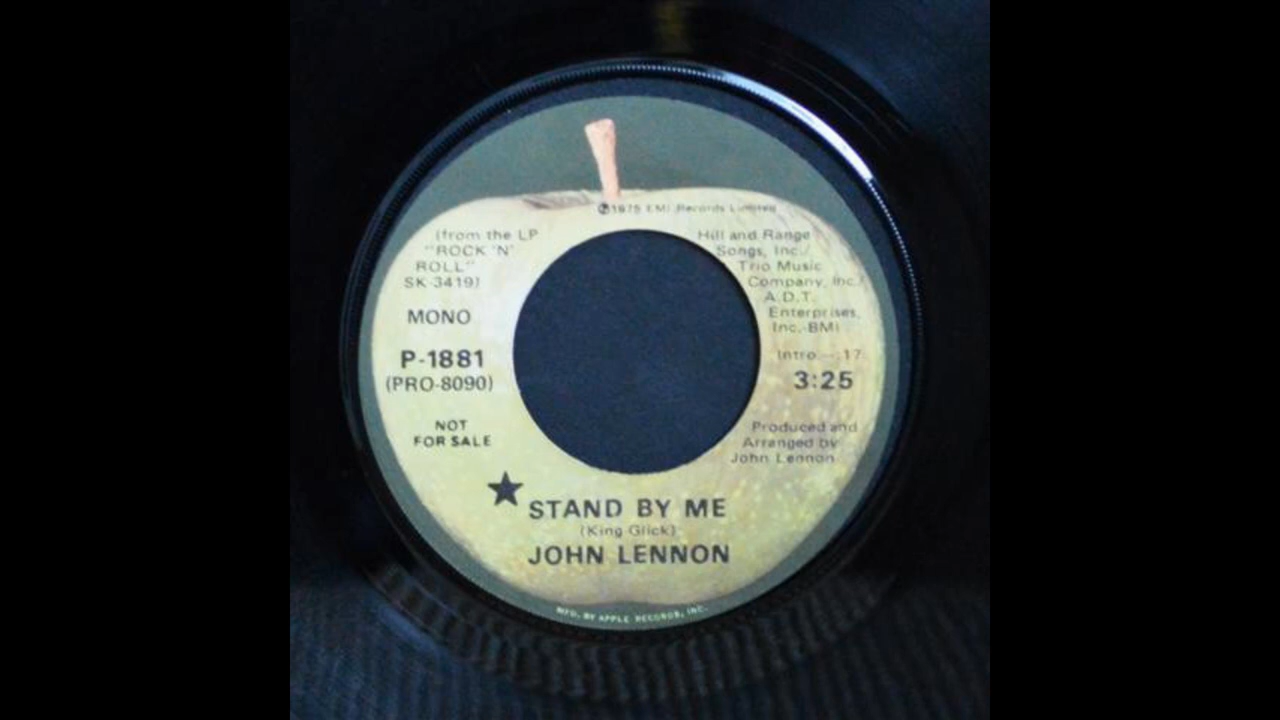 ℗1975 EMI Records Limited
(from the LP
"ROCK 'N'
ROLL"
SK-3419)
MONO
P-1881
(PRO-8090)
NOT
FOR SALE
Hill and Range
Songs, Inc./
Trio Music
Company, Inc./
A.D.T.
Enterprises,
Inc.-BMI
Intro—:17
3:25
Produced and
Arranged by
John Lennon
★STAND BY ME
(King-Glick)
JOHN LENNON
MFD. BY APPLE RECORDS, INC.